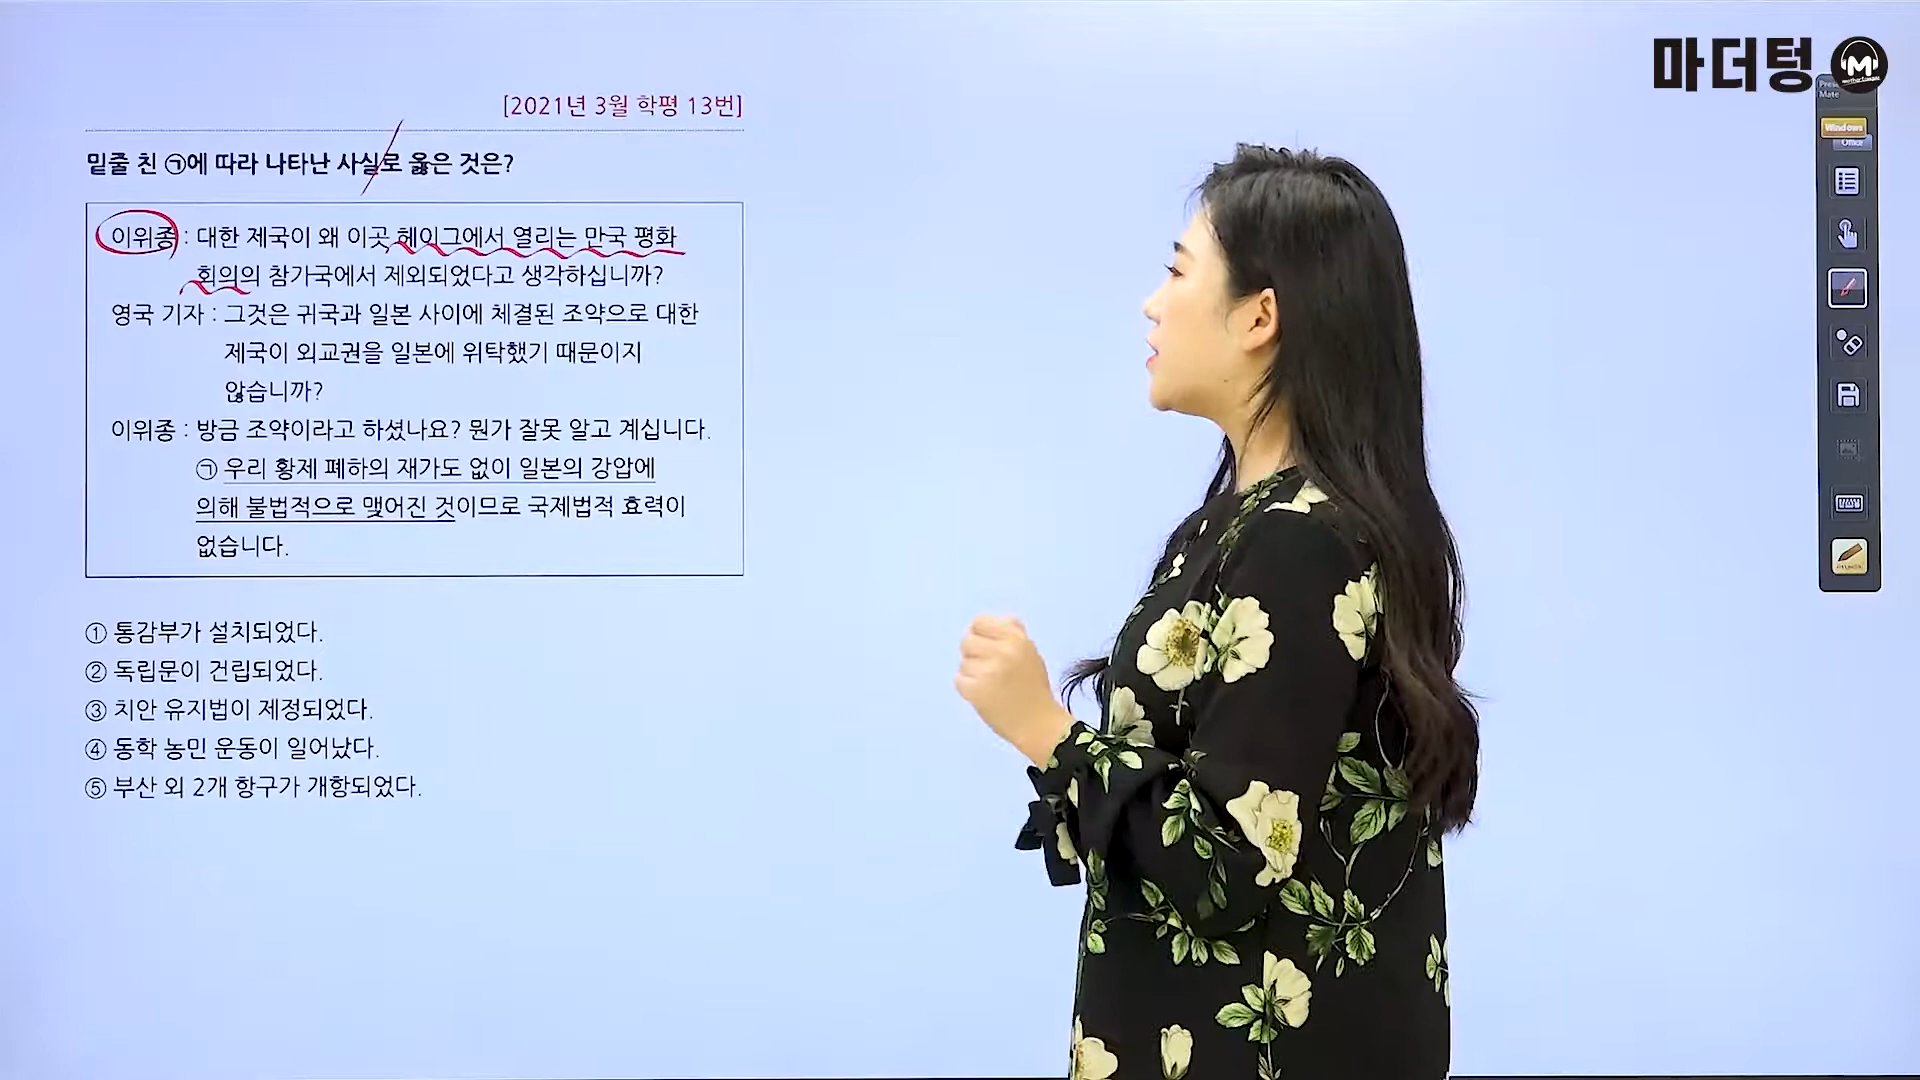 마더텅
[2021년 3월 학평 13번]
밑줄 친 ㉠에 따라 나타난 사실로 옳은 것은?
이위종 : 대한 제국이 왜 이곳 헤이그에서 열리는 만국 평화
회의의 참가국에서 제외되었다고 생각하십니까?
영국 기자 : 그것은 귀국과 일본 사이에 체결된 조약으로 대한
제국이 외교권을 일본에 위탁했기 때문이지
않습니까?
이위종 : 방금 조약이라고 하셨나요? 뭔가 잘못 알고 계십니다.
㉠ 우리 황제 폐하의 재가도 없이 일본의 강압에
의해 불법적으로 맺어진 것이므로 국제법적 효력이
없습니다.
① 통감부가 설치되었다.
② 독립문이 건립되었다.
③ 치안 유지법이 제정되었다.
④ 동학 농민 운동이 일어났다.
⑤ 부산 외 2개 항구가 개항되었다.
Mate
Windows
Office